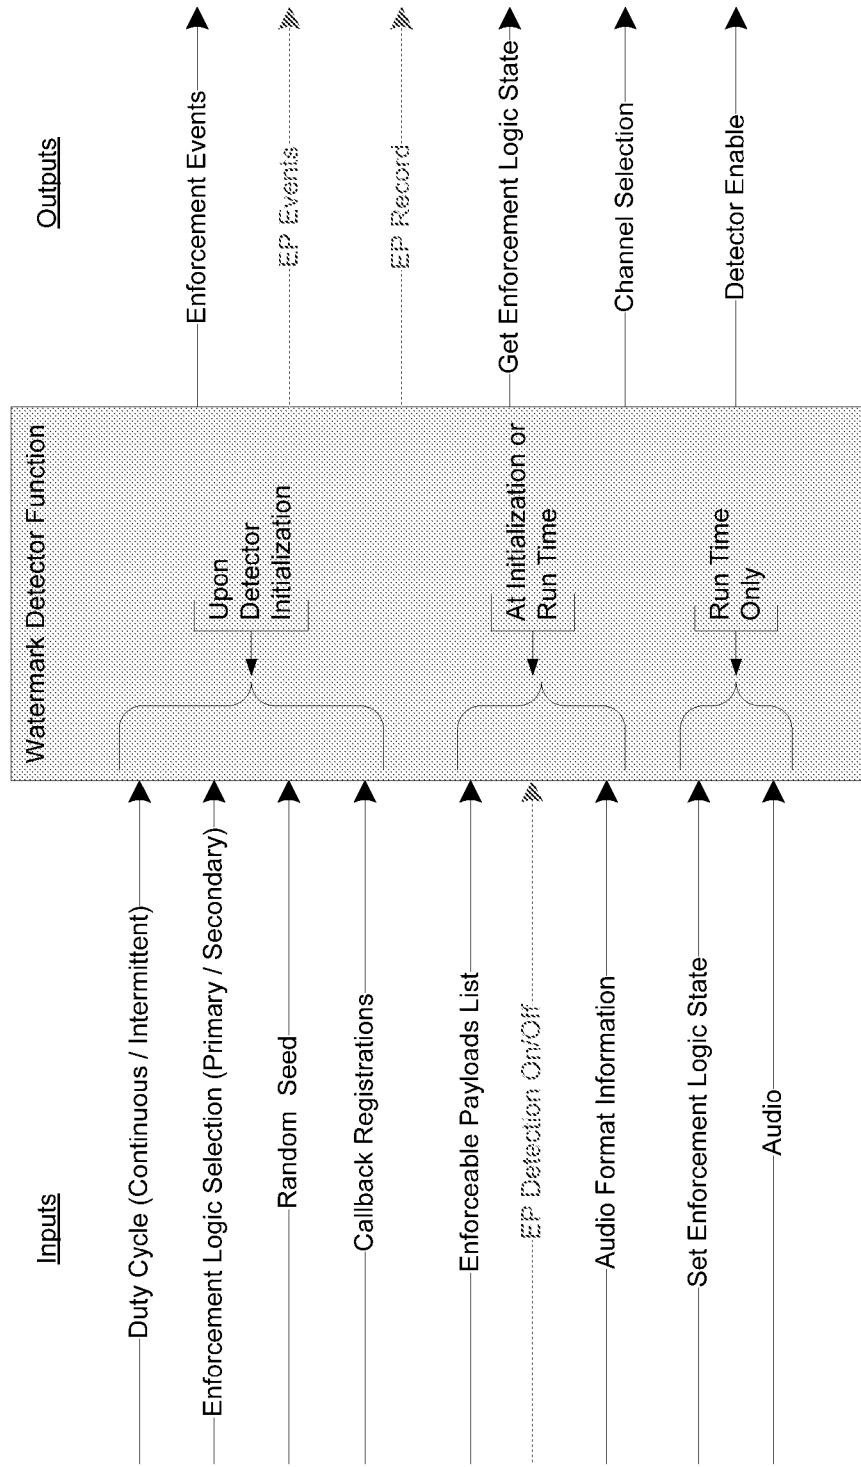 Inputs
Duty Cycle (Continuous / Intermittent)
Enforcement Logic Selection (Primary / Secondary)
Random Seed
Callback Registrations
Enforceable Payloads List
EP Detection On/Off
Audio Format Information
Set Enforcement Logic State
Audio
Watermark Detector Function
Upon
Detector
Initialization
At Initialization or
Run Time
Run Time
Only
Outputs
Enforcement Events
EP Events
EP Record
Get Enforcement Logic State
Channel Selection
Detector Enable